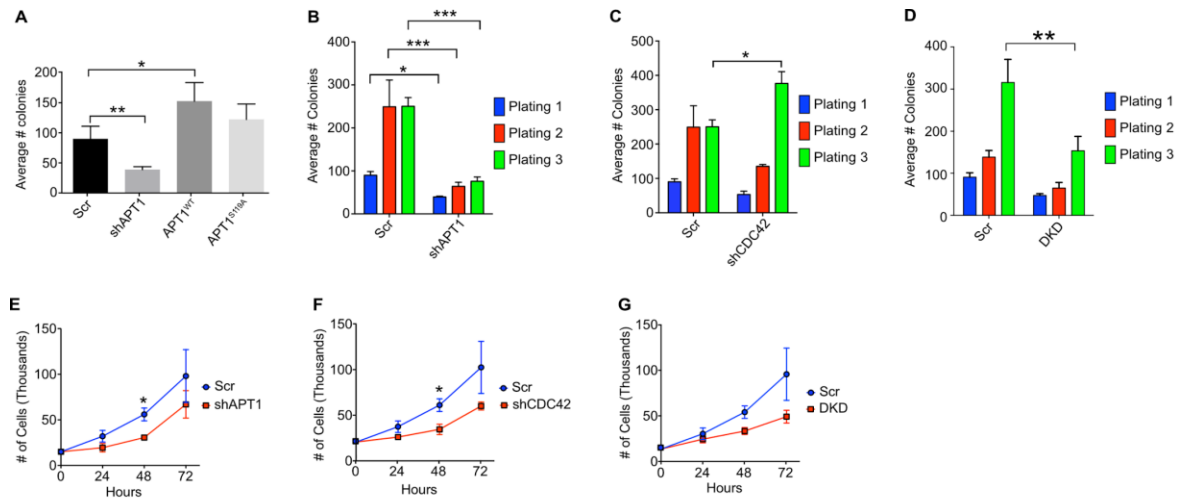 A
Average # colonies
200
150
100
50
0
**
*
Scr
shAPT1
APT1WT
APT1S119A
B
Average # Colonies
400
300
200
100
0
*
***
***
Scr
shAPT1
Plating 1
Plating 2
Plating 3
C
Average # Colonies
500
400
300
200
100
0
*
Scr
shCDC42
Plating 1
Plating 2
Plating 3
D
Average # Colonies
400
300
200
100
0
**
Scr
DKD
Plating 1
Plating 2
Plating 3
E
# of Cells (Thousands)
150
100
50
0
*
0 24 48 72
Hours
Scr
shAPT1
F
# of Cells (Thousands)
150
100
50
0
*
0 24 48 72
Hours
Scr
shCDC42
G
# of Cells (Thousands)
150
100
50
0
0 24 48 72
Hours
Scr
DKD